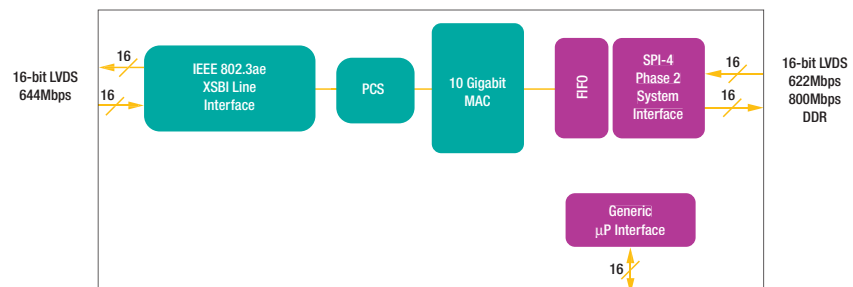 16-bit LVDS
644Mbps
16
16
IEEE 802.3ae
XSBI Line
Interface
PCS
10 Gigabit
MAC
FIFO
SPI-4
Phase 2
System
Interface
16
16
16-bit LVDS
622Mbps
800Mbps
DDR
Generic
µP Interface
16